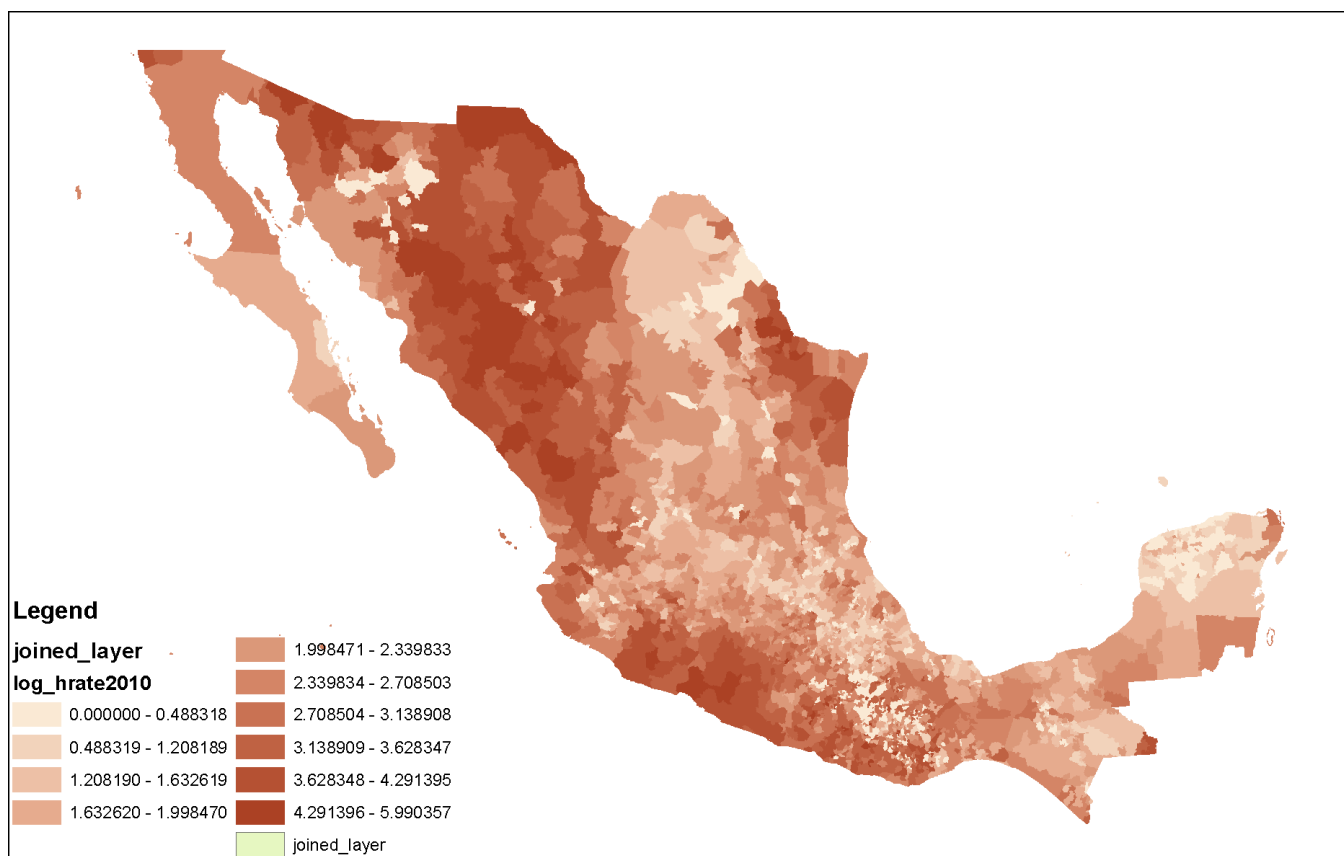 Legend
joined_layer
log_hrate2010
0.000000 - 0.488318
0.488319 - 1.208189
1.208190 - 1.632619
1.632620 - 1.998470
1.998471 - 2.339833
2.339834 - 2.708503
2.708504 - 3.138908
3.138909 - 3.628347
3.628348 - 4.291395
4.291396 - 5.990357
joined_layer